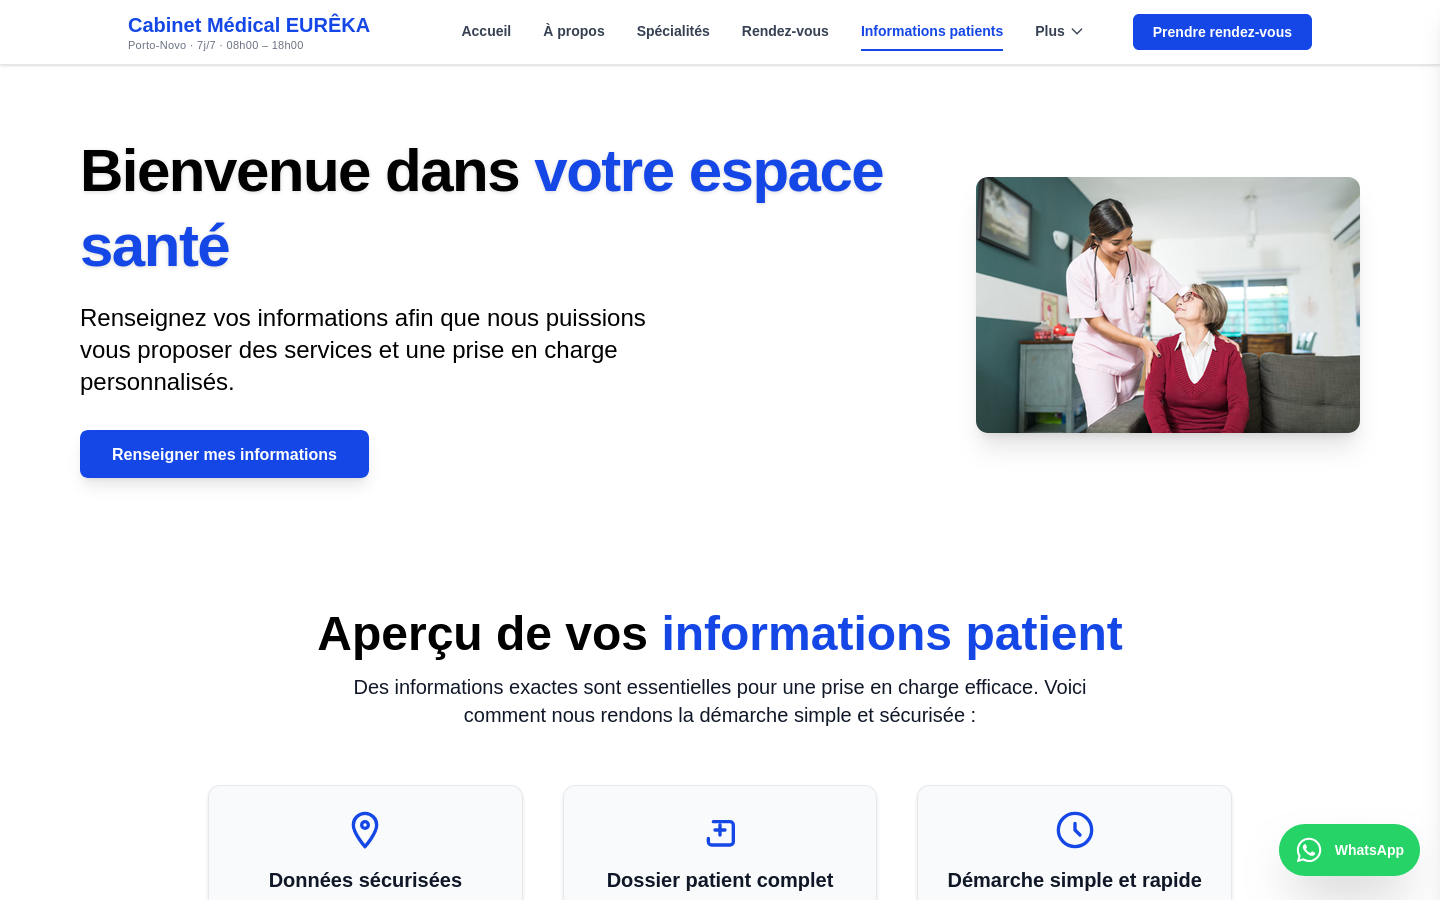 Cabinet Médical EURÊKA
Porto-Novo · 7j/7 · 08h00 – 18h00
Accueil
À propos
Spécialités
Rendez-vous
Informations patients
Plus
Prendre rendez-vous
Bienvenue dans votre espace
santé
Renseignez vos informations afin que nous puissions
vous proposer des services et une prise en charge
personnalisés.
Renseigner mes informations
Aperçu de vos informations patient
Des informations exactes sont essentielles pour une prise en charge efficace. Voici
comment nous rendons la démarche simple et sécurisée :
Données sécurisées
Dossier patient complet
Démarche simple et rapide
WhatsApp